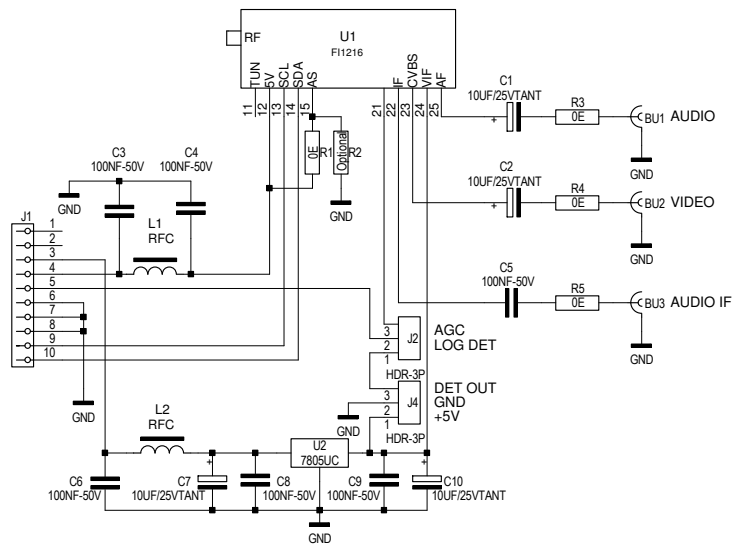 U1
FI1216
RF
TUN
5V
SCL
SDA
AS
IF
CVBS
VIF
AF
11
12
13
14
15
21
22
23
24
25
C1
10UF/25VTANT
+
R3
0E
BU1 AUDIO
GND
0E
R1
Optional
R2
GND
C3
100NF-50V
C4
100NF-50V
GND
C2
10UF/25VTANT
+
R4
0E
BU2 VIDEO
GND
J1
1
2
3
4
5
6
7
8
9
10
L1
RFC
C5
100NF-50V
R5
0E
BU3 AUDIO IF
GND
3
2
1
J2
AGC
LOG DET
HDR-3P
3
2
1
J4
DET OUT
GND
+5V
HDR-3P
GND
GND
L2
RFC
U2
7805UC
C6
100NF-50V
+
C7
10UF/25VTANT
C8
100NF-50V
C9
100NF-50V
+
C10
10UF/25VTANT
GND